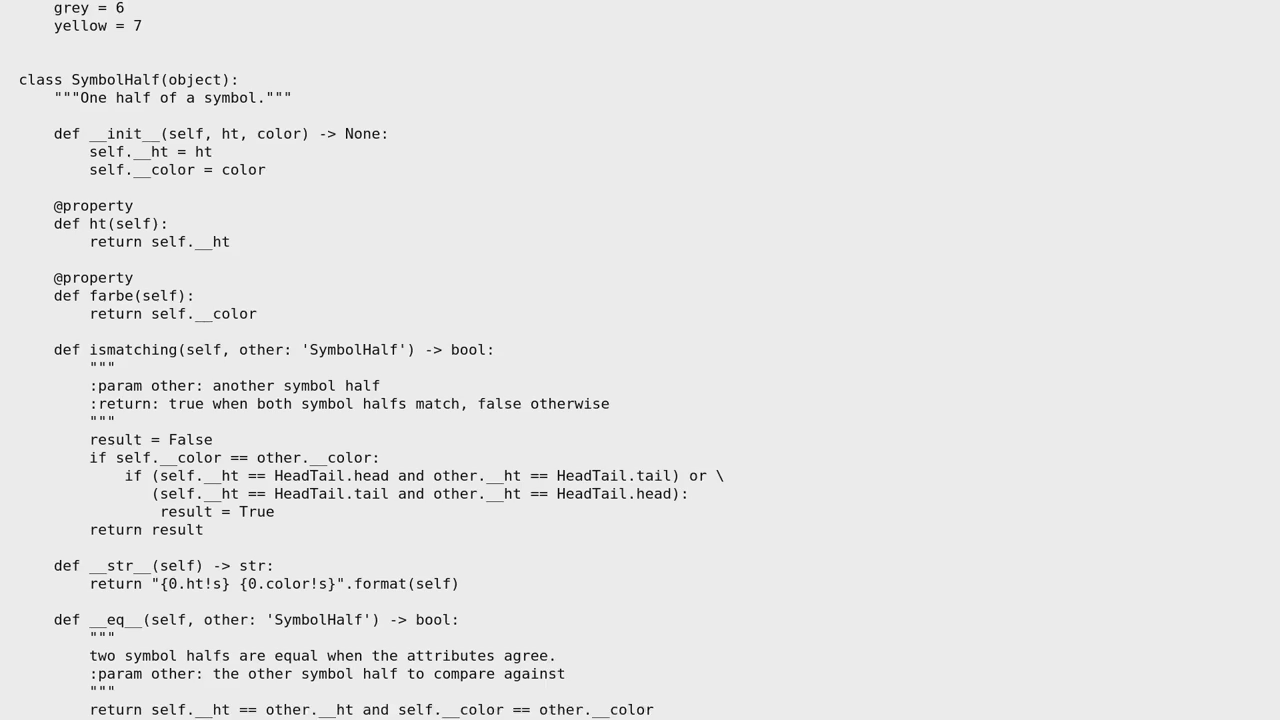 grey = 6
    yellow = 7


class SymbolHalf(object):
    """One half of a symbol."""

    def __init__(self, ht, color) -> None:
        self.__ht = ht
        self.__color = color

    @property
    def ht(self):
        return self.__ht

    @property
    def farbe(self):
        return self.__color

    def ismatching(self, other: 'SymbolHalf') -> bool:
        """
        :param other: another symbol half
        :return: true when both symbol halfs match, false otherwise
        """
        result = False
        if self.__color == other.__color:
            if (self.__ht == HeadTail.head and other.__ht == HeadTail.tail) or \
               (self.__ht == HeadTail.tail and other.__ht == HeadTail.head):
                result = True
        return result

    def __str__(self) -> str:
        return "{0.ht!s} {0.color!s}".format(self)

    def __eq__(self, other: 'SymbolHalf') -> bool:
        """
        two symbol halfs are equal when the attributes agree.
        :param other: the other symbol half to compare against
        """
        return self.__ht == other.__ht and self.__color == other.__color